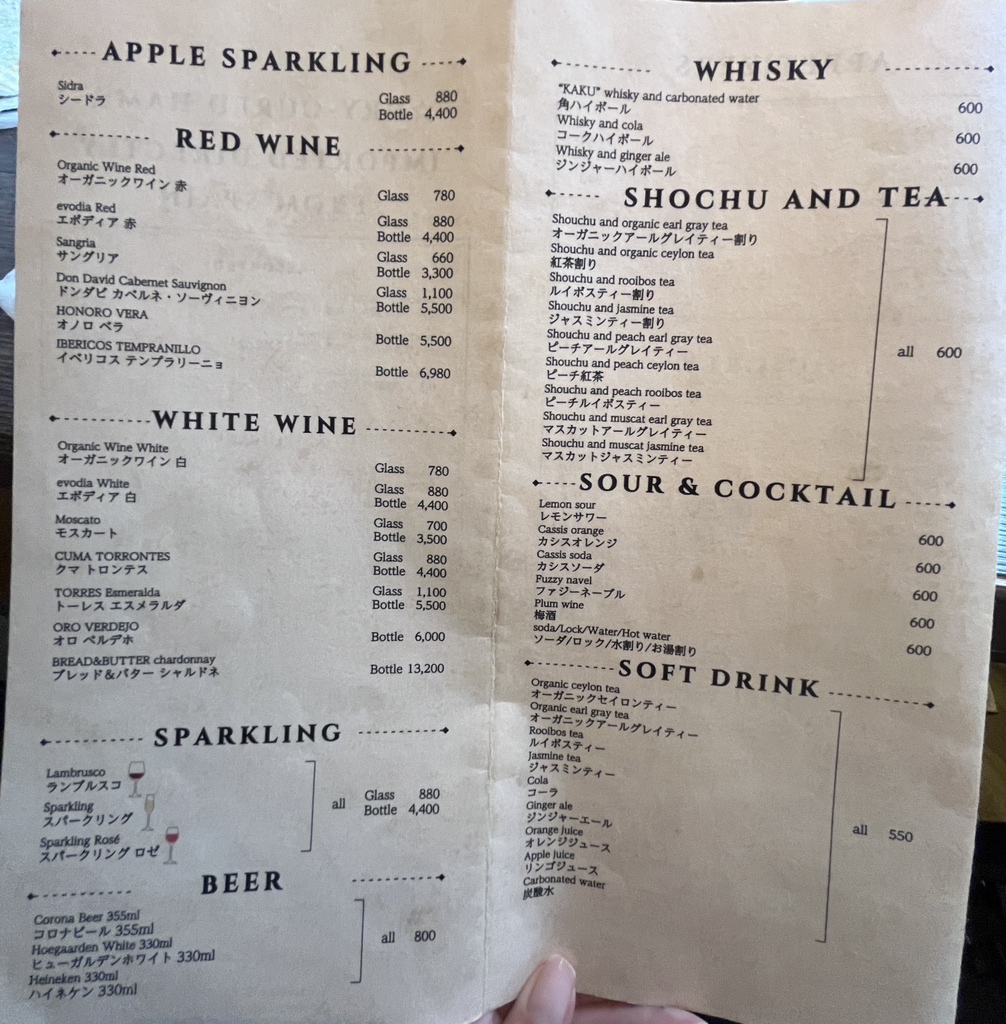 APPLE SPARKLING
Sidra
シードラ
Glass 880
Bottle 4,400
RED WINE
Organic Wine Red
オーガニックワイン 赤
Glass 780
evodia Red
エボディア 赤
Glass 880
Bottle 4,400
Sangria
サングリア
Glass 660
Bottle 3,300
Don David Cabernet Sauvignon
ドンダビ カベルネ・ソーヴィニヨン
Glass 1,100
Bottle 5,500
HONORO VERA
オノロ ベラ
Bottle 5,500
IBERICOS TEMPRANILLO
イベリコス テンプラリーニョ
Bottle 6,980
WHITE WINE
Organic Wine White
オーガニックワイン 白
Glass 780
evodia White
エボディア 白
Glass 880
Bottle 4,400
Moscato
モスカート
Glass 700
Bottle 3,500
CUMA TORRONTES
クマ トロンテス
Glass 880
Bottle 4,400
TORRES Esmeralda
トーレス エスメラルダ
Glass 1,100
Bottle 5,500
ORO VERDEJO
オロ ベルデホ
Bottle 6,000
BREAD&BUTTER chardonnay
ブレッド&バター シャルドネ
Bottle 13,200
SPARKLING
Lambrusco
ランブルスコ
Sparkling
スパークリング
Sparkling Rosé
スパークリング ロゼ
all Glass 880
Bottle 4,400
BEER
Corona Beer 355ml
コロナビール 355ml
Hoegaarden White 330ml
ヒューガルデンホワイト 330ml
Heineken 330ml
ハイネケン 330ml
all 800
WHISKY
"KAKU" whisky and carbonated water
角ハイボール 600
Whisky and cola
コークハイボール 600
Whisky and ginger ale
ジンジャーハイボール 600
SHOCHU AND TEA
Shouchu and organic earl gray tea
オーガニックアールグレイティー割り
Shouchu and organic ceylon tea
紅茶割り
Shouchu and rooibos tea
ルイボスティー割り
Shouchu and jasmine tea
ジャスミンティー割り
Shouchu and peach earl gray tea
ピーチアールグレイティー
Shouchu and peach ceylon tea
ピーチ紅茶
Shouchu and peach rooibos tea
ピーチルイボスティー
Shouchu and muscat earl gray tea
マスカットアールグレイティー
Shouchu and muscat jasmine tea
マスカットジャスミンティー
all 600
SOUR & COCKTAIL
Lemon sour
レモンサワー 600
Cassis orange
カシスオレンジ 600
Cassis soda
カシスソーダ 600
Fuzzy navel
ファジーネーブル 600
Plum wine
梅酒 600
soda/Lock/Water/Hot water
ソーダ/ロック/水割り/お湯割り
SOFT DRINK
Organic ceylon tea
オーガニックセイロンティー
Organic earl gray tea
オーガニックアールグレイティー
Rooibos tea
ルイボスティー
Jasmine tea
ジャスミンティー
Cola
コーラ
Ginger ale
ジンジャーエール
Orange juice
オレンジジュース
Apple juice
リンゴジュース
Carbonated water
炭酸水
all 550